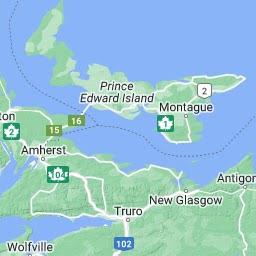 Prince
Edward Island
2
Montague
1
16
15
ton
2
Amherst
104
Antigon
New Glasgow
Truro
102
Wolfville